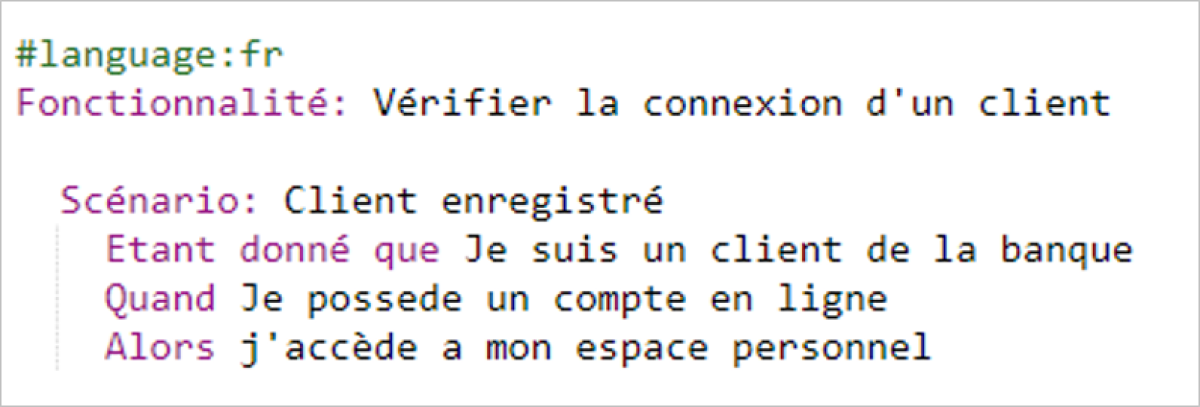 #language:fr
Fonctionnalité: Vérifier la connexion d'un client
Scénario: Client enregistré
Etant donné que Je suis un client de la banque
Quand Je possede un compte en ligne
Alors j'accède a mon espace personnel